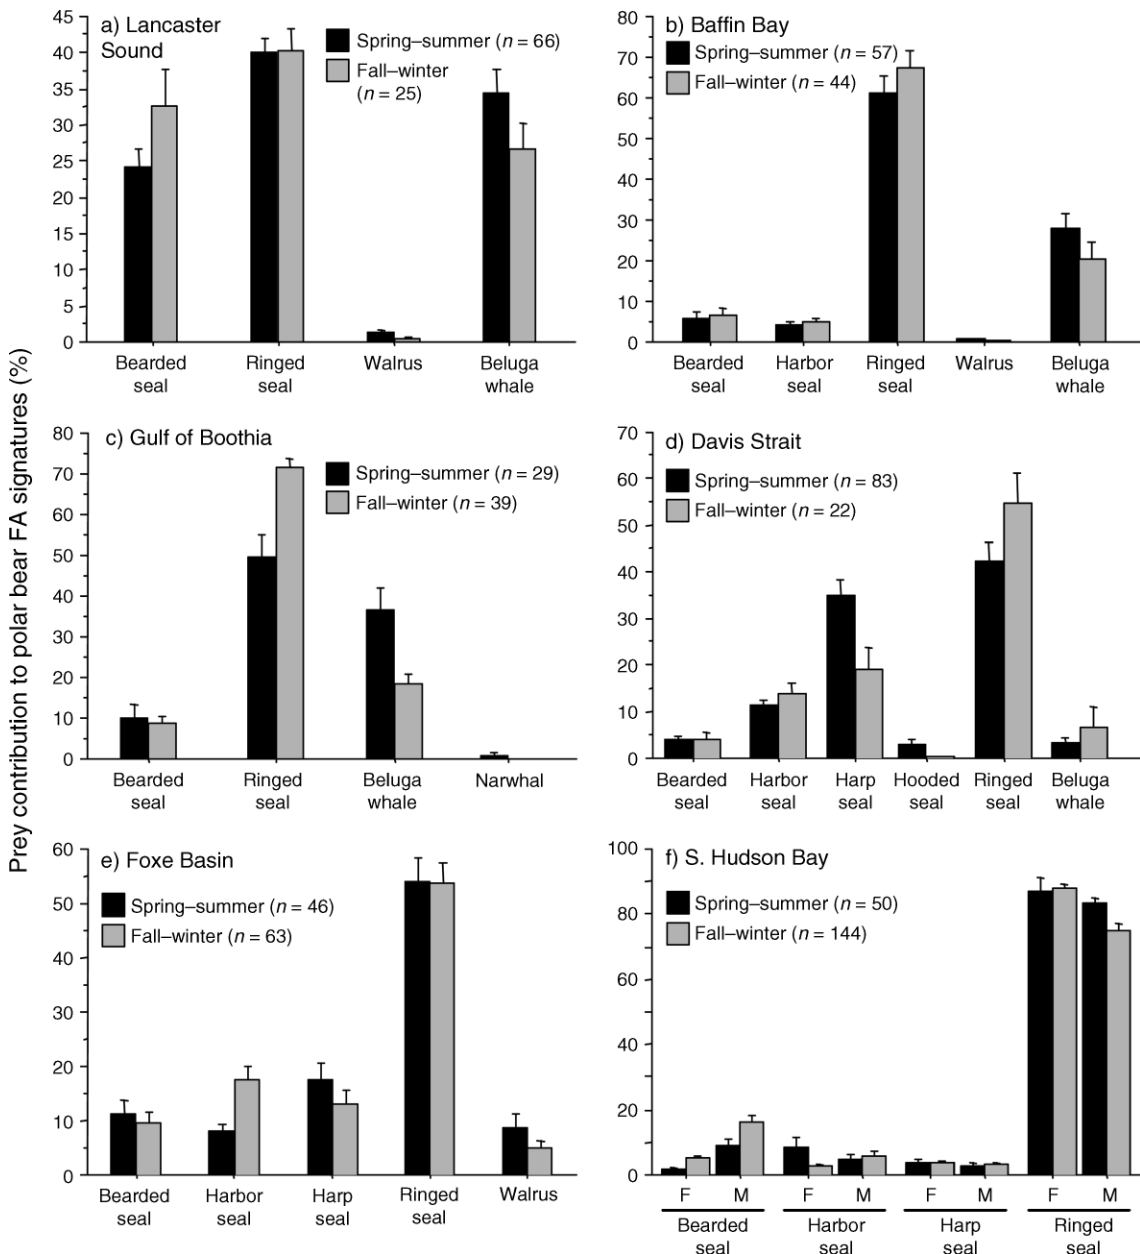 Prey contribution to polar bear FA signatures (%)
a) Lancaster
Sound
Spring–summer (n = 66)
Fall–winter
(n = 25)
45
40
35
30
25
20
15
10
5
0
Bearded
seal
Ringed
seal
Walrus
Beluga
whale
b) Baffin Bay
Spring–summer (n = 57)
Fall–winter (n = 44)
80
70
60
50
40
30
20
10
0
Bearded
seal
Harbor
seal
Ringed
seal
Walrus
Beluga
whale
c) Gulf of Boothia
Spring–summer (n = 29)
Fall–winter (n = 39)
80
70
60
50
40
30
20
10
0
Bearded
seal
Ringed
seal
Beluga
whale
Narwhal
d) Davis Strait
Spring–summer (n = 83)
Fall–winter (n = 22)
70
60
50
40
30
20
10
0
Bearded
seal
Harbor
seal
Harp
seal
Hooded
seal
Ringed
seal
Beluga
whale
e) Foxe Basin
Spring–summer (n = 46)
Fall–winter (n = 63)
60
50
40
30
20
10
0
Bearded
seal
Harbor
seal
Harp
seal
Ringed
seal
Walrus
f) S. Hudson Bay
Spring–summer (n = 50)
Fall–winter (n = 144)
100
80
60
40
20
0
F M F M F M F M
Bearded
seal
Harbor
seal
Harp
seal
Ringed
seal